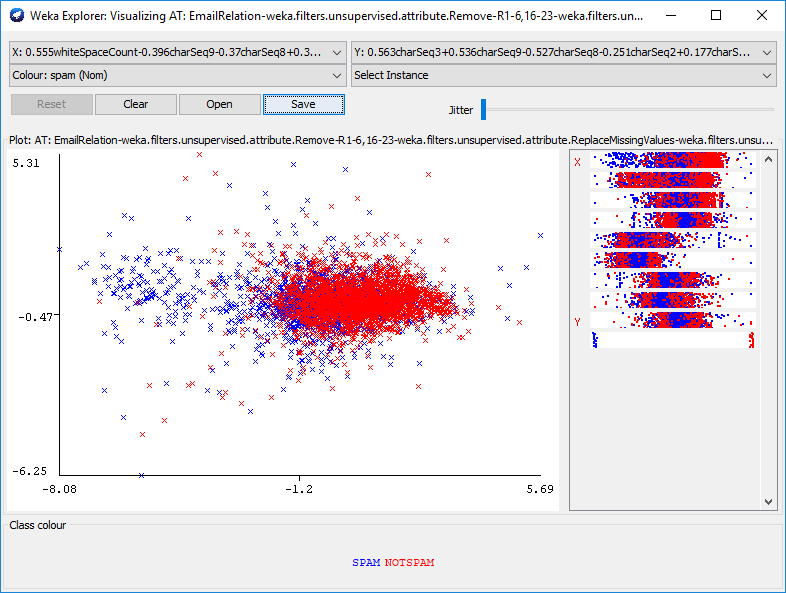 Weka Explorer: Visualizing AT: EmailRelation-weka.filters.unsupervised.attribute.Remove-R1-6,16-23-weka.filters.un...
X: 0.555whiteSpaceCount-0.396charSeq9-0.37charSeq8+0.3... Y: 0.563charSeq3+0.536charSeq9-0.527charSeq8-0.251charSeq2+0.177charS...
Colour: spam (Nom) Select Instance
Reset Clear Open Save Jitter
Plot: AT: EmailRelation-weka.filters.unsupervised.attribute.Remove-R1-6,16-23-weka.filters.unsupervised.attribute.ReplaceMissingValues-weka.filters.unsu...
5.31
X
-0.47
Y
-6.25
-8.08 -1.2 5.69
Class colour
SPAM NOTSPAM